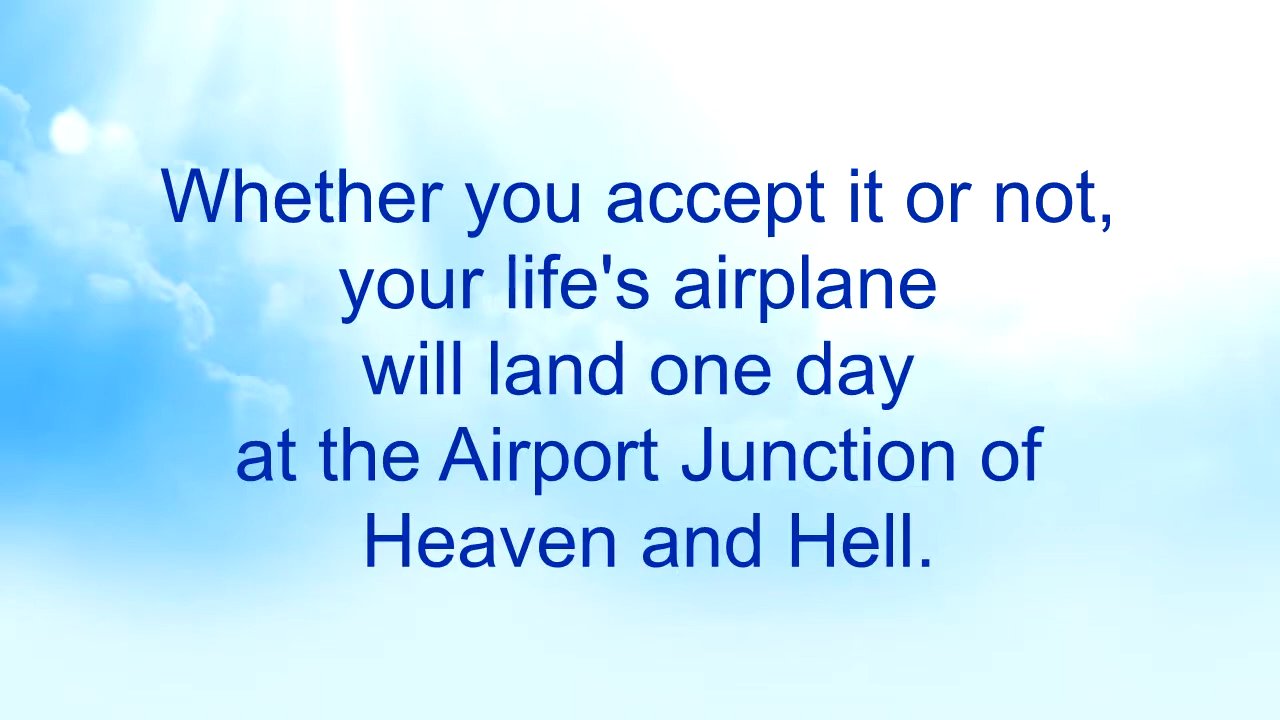 Whether you accept it or not,
your life's airplane
will land one day
at the Airport Junction of
Heaven and Hell.